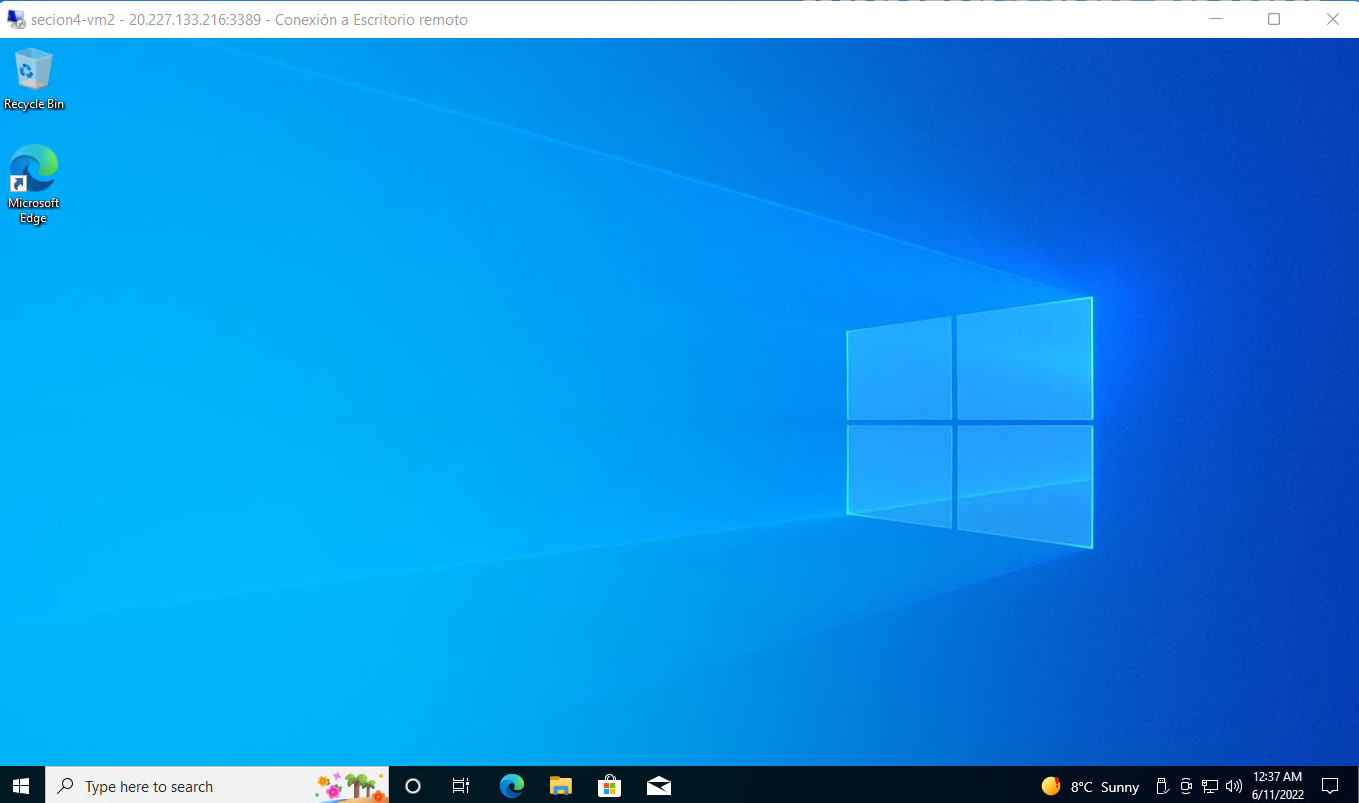 secion4-vm2 - 20.227.133.216:3389 - Conexión a Escritorio remoto
Recycle Bin
Microsoft
Edge
Type here to search
8°C Sunny
12:37 AM
6/11/2022